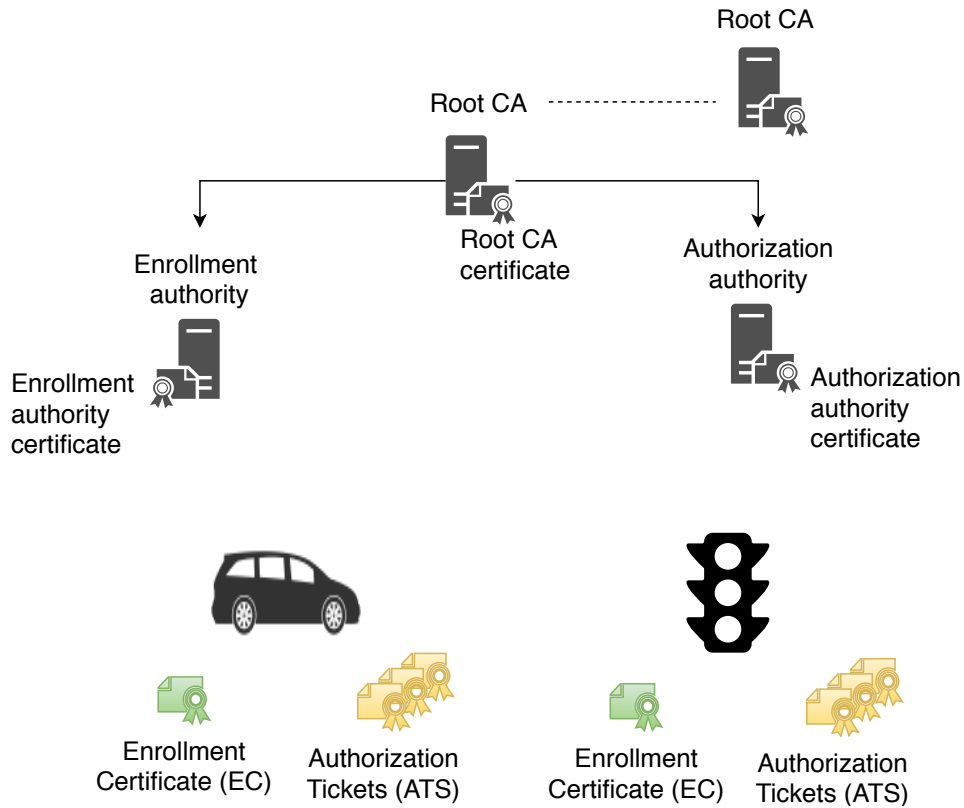 Root CA
Root CA
Root CA
certificate
Enrollment
authority
Authorization
authority
Enrollment
authority
certificate
Authorization
authority
certificate
Enrollment
Certificate (EC)
Authorization
Tickets (ATS)
Enrollment
Certificate (EC)
Authorization
Tickets (ATS)